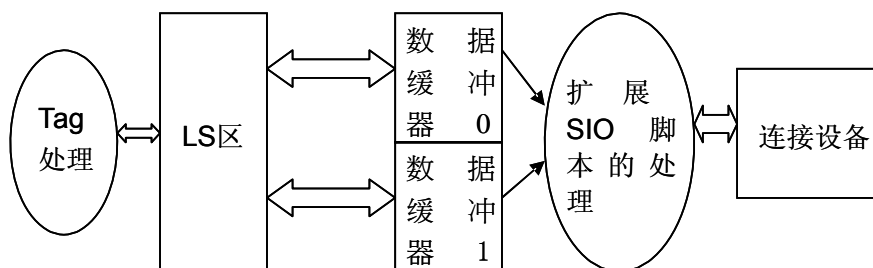 Tag
处理
LS区
数据
缓冲
器0
数据
缓冲
器1
扩展
SIO 脚
本的处
理
连接设备